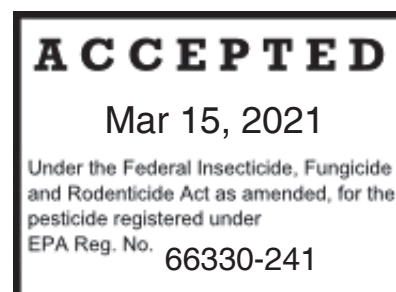 ACCEPTED
Mar 15, 2021
Under the Federal Insecticide, Fungicide
and Rodenticide Act as amended, for the
pesticide registered under
EPA Reg. No. 66330-241